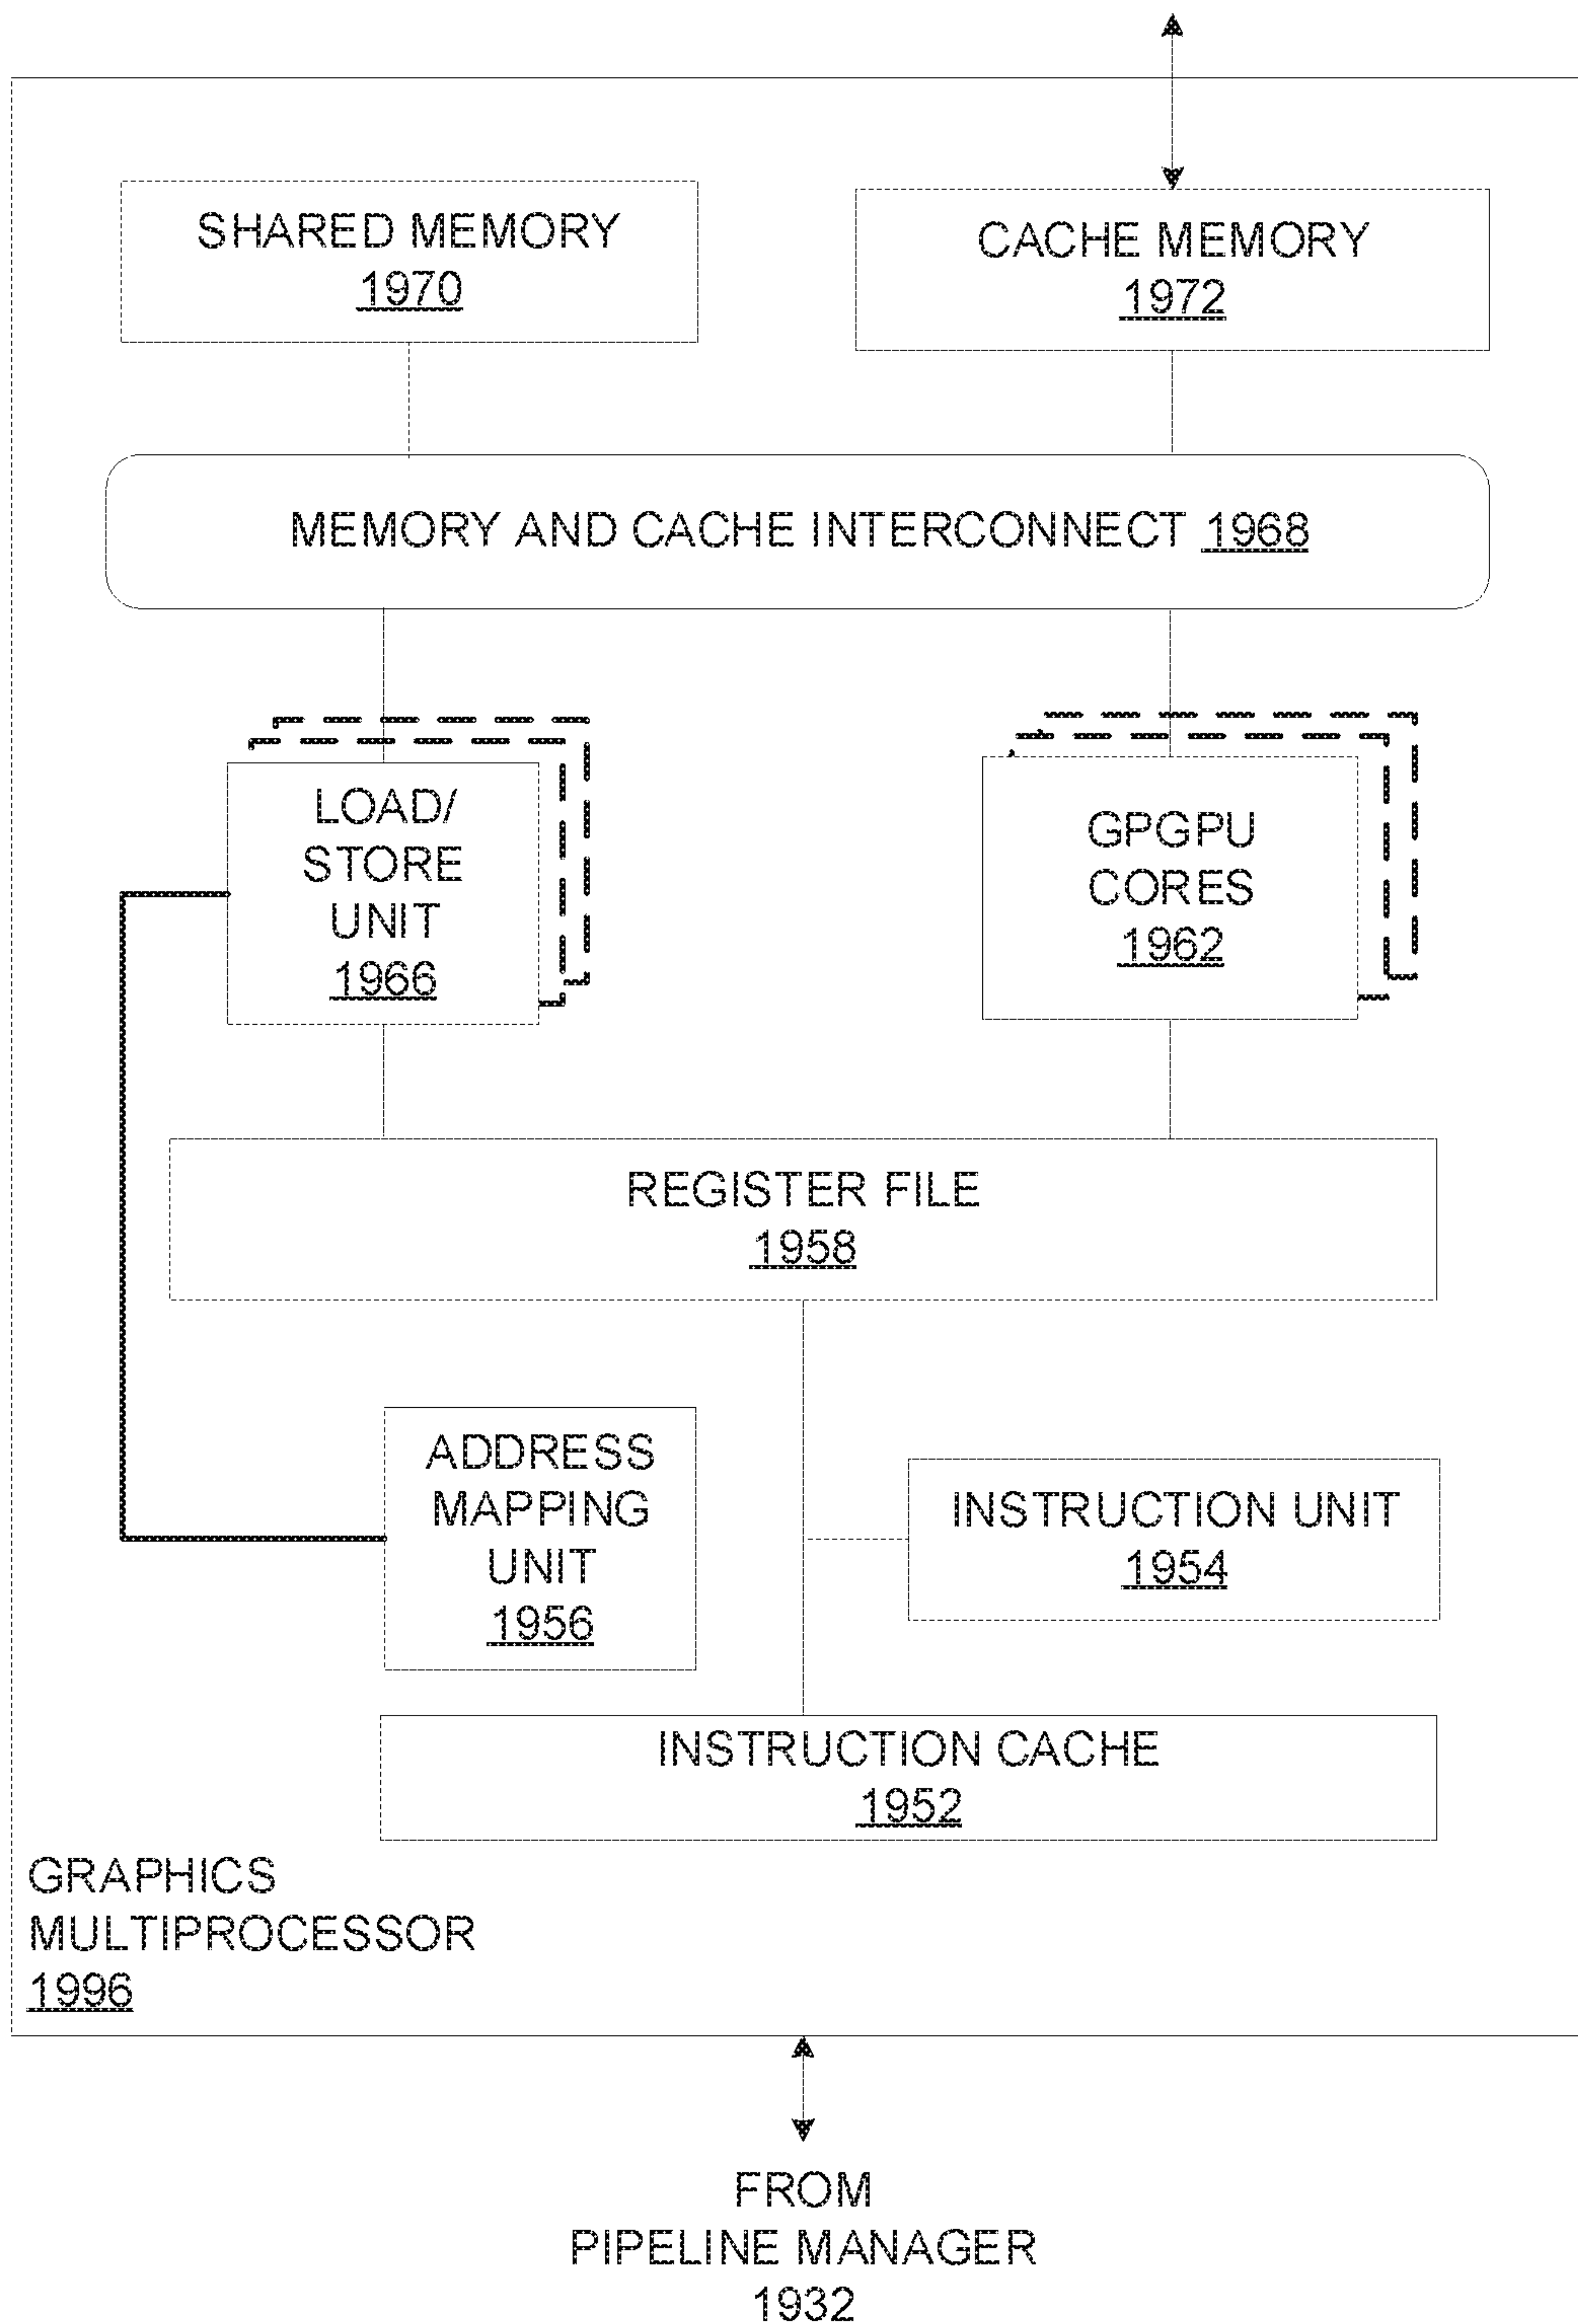 SHARED MEMORY
1970
CACHE MEMORY
1972
MEMORY AND CACHE INTERCONNECT 1968
LOAD/
STORE
UNIT
1966
GPGPU
CORES
1962
REGISTER FILE
1958
ADDRESS
MAPPING
UNIT
1956
INSTRUCTION UNIT
1954
INSTRUCTION CACHE
1952
GRAPHICS
MULTIPROCESSOR
1996
FROM
PIPELINE MANAGER
1932